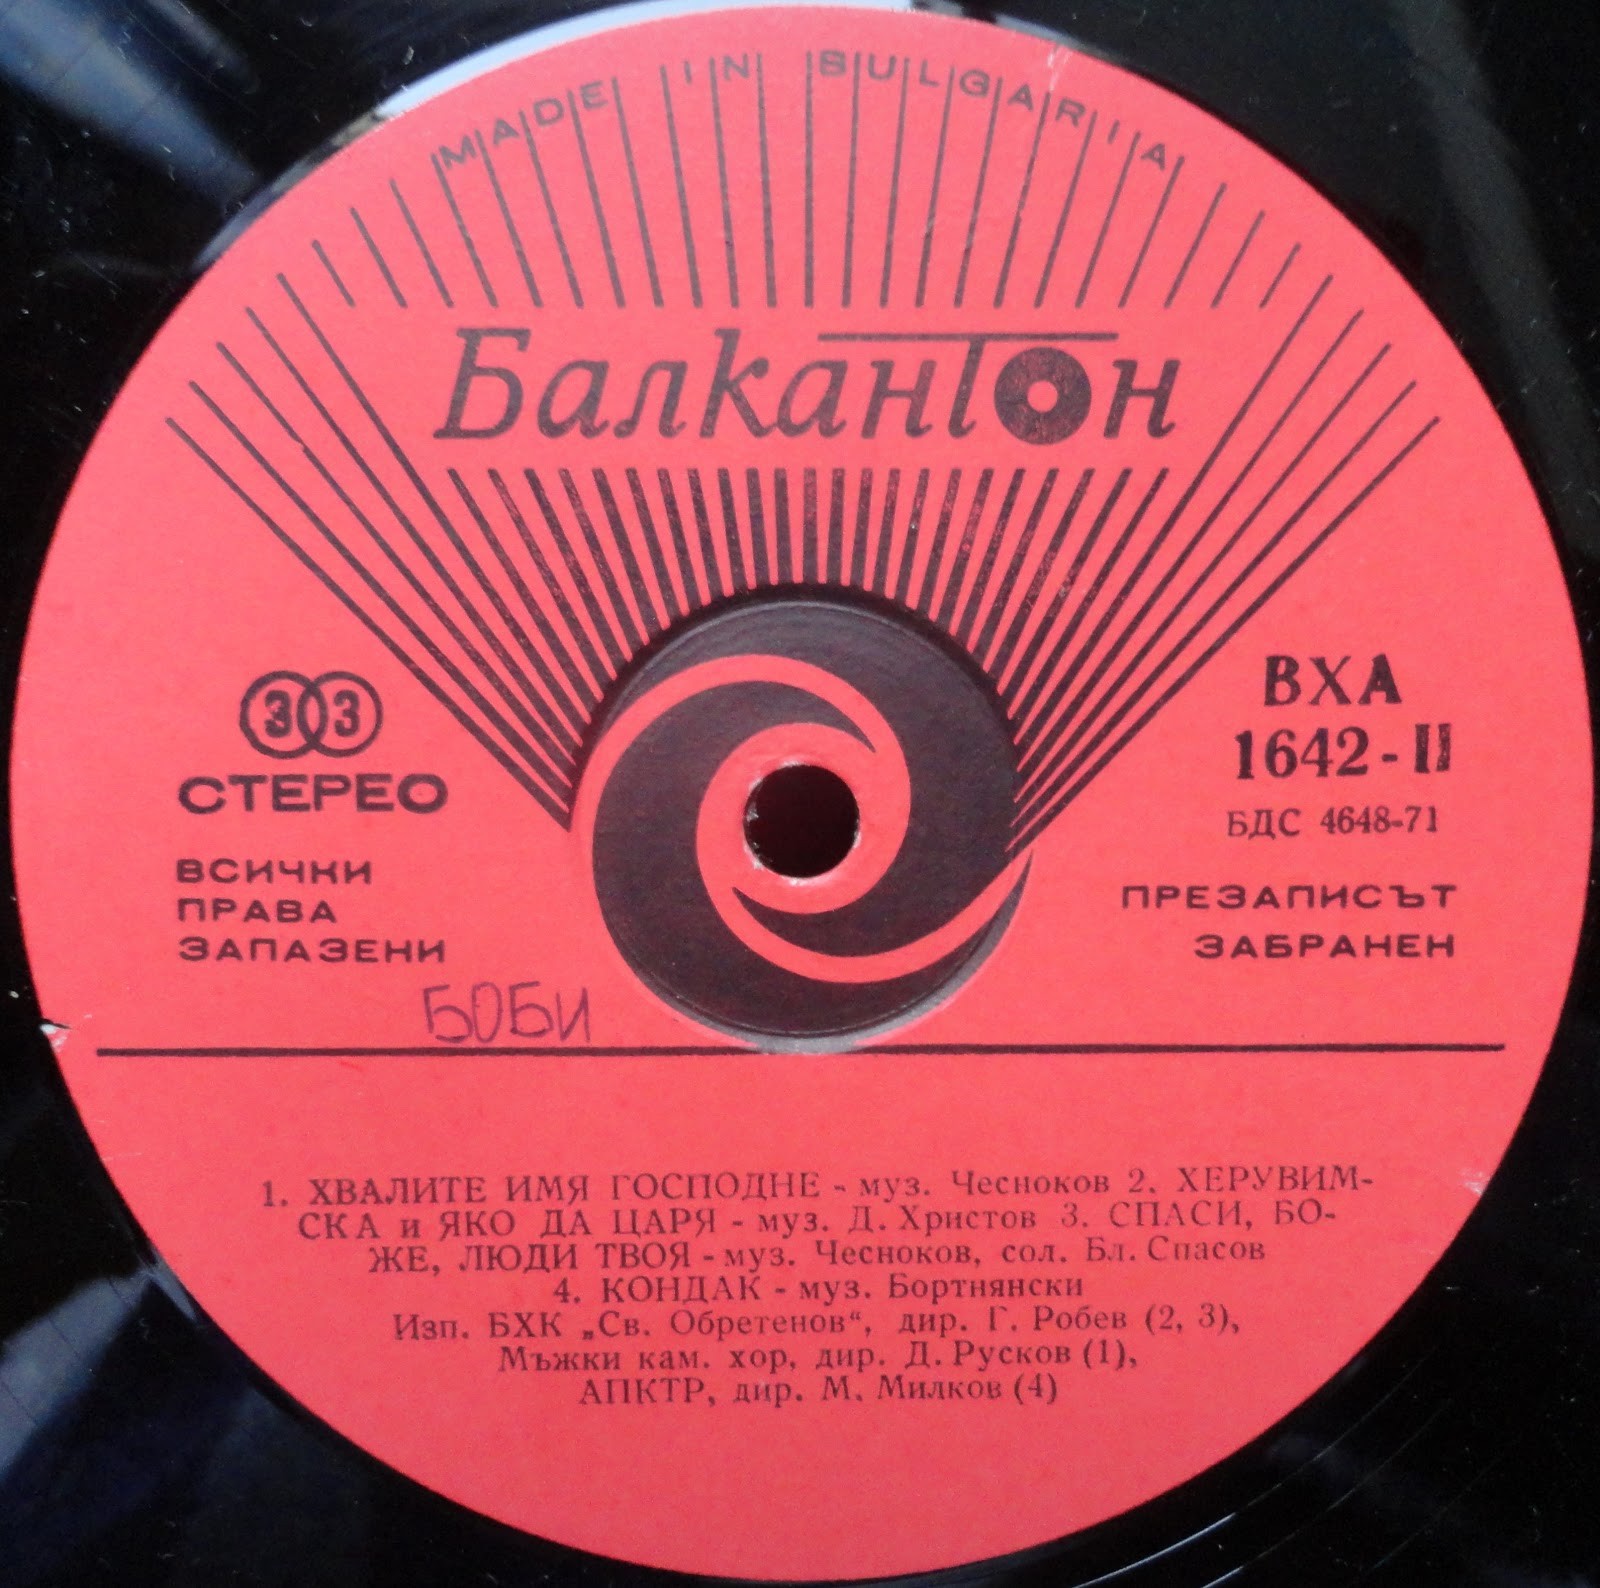 MADE IN BULGARIA
Балкантон
33
СТЕРЕО
ВСИЧКИ
ПРАВА
ЗАПАЗЕНИ
ВХА
1642-II
БДС 4648-71
ПРЕЗАПИСЪТ
ЗАБРАНЕН
БОБИ
1. ХВАЛИТЕ ИМЯ ГОСПОДНЕ - муз. Чесноков 2. ХЕРУВИМ-
СКА и ЯКО ДА ЦАРЯ - муз. Д. Христов 3. СПАСИ, БО-
ЖЕ, ЛЮДИ ТВОЯ - муз. Чесноков, сол. Бл. Спасов
4. КОНДАК - муз. Бортнянски
Изп. БХК „Св. Обретенов“, дир. Г. Робев (2, 3),
Мъжки кам. хор, дир. Д. Русков (1),
АПКТР, дир. М. Милков (4)